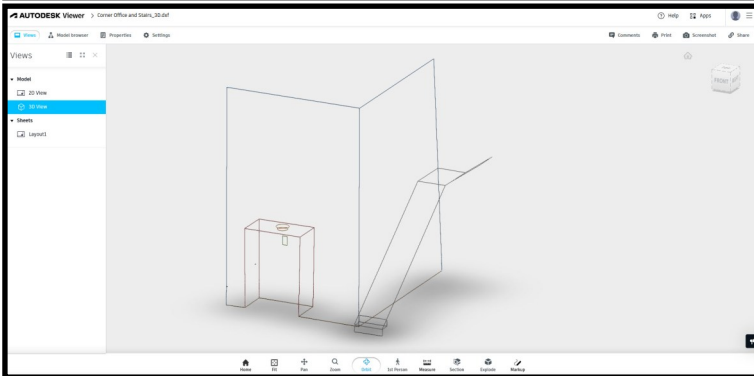 AUTODESK Viewer > Corner Office and Stairs_3D.dxf
Help Apps
Views Model browser Properties Settings
Comments Print Screenshot Share
Views
Model
2D View
3D View
Sheets
Layout1
FRONT
Home Fit Pan Zoom Orbit 1st Person Measure Section Explode Markup